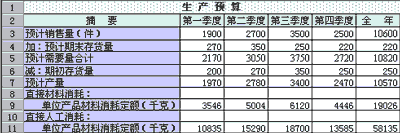 1 生 产 预 算
2 摘 要 第一季度 第二季度 第三季度 第四季度 全 年
3 预计销售量（件） 1900 2700 3500 2500 10600
4 加：预计期末存货量 270 350 250 220 220
5 预计需要量合计 2170 3050 3750 2720 10820
6 减：期初存货量 200 270 350 250 250
7 预计产量 1970 2780 3400 2470 10570
8 直接材料消耗：
9 单位产品材料消耗定额（千克） 3546 5004 6120 4446 19026
10 直接人工消耗：
11 单位产品材料消耗定额（千克） 10835 15290 18700 13585 58135